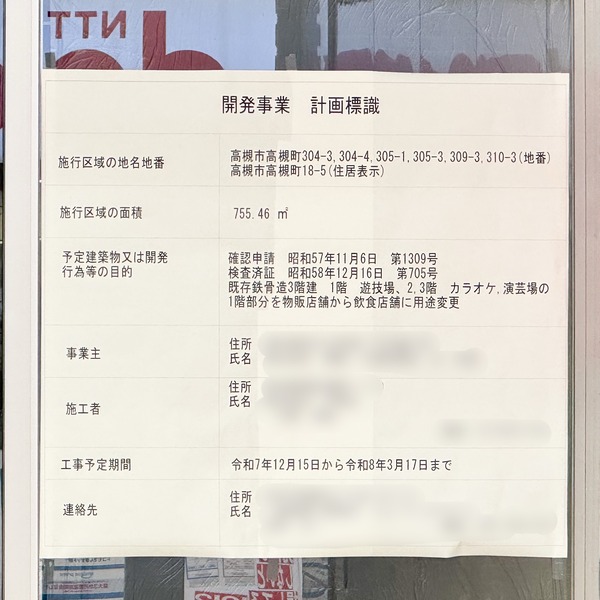 NTT
do
開発事業 計画標識
施行区域の地名地番
高槻市高槻町304-3,304-4,305-1,305-3,309-3,310-3(地番)
高槻市高槻町18-5(住居表示)
施行区域の面積
755.46 ㎡
予定建築物又は開発
行為等の目的
確認申請 昭和57年11月6日 第1309号
検査済証 昭和58年12月16日 第705号
既存鉄骨造3階建 1階 遊技場、2,3階 カラオケ,演芸場の
1階部分を物販店舗から飲食店舗に用途変更
事業主
住所
氏名
施工者
住所
氏名
工事予定期間
令和7年12月15日から令和8年3月17日まで
連絡先
住所
氏名